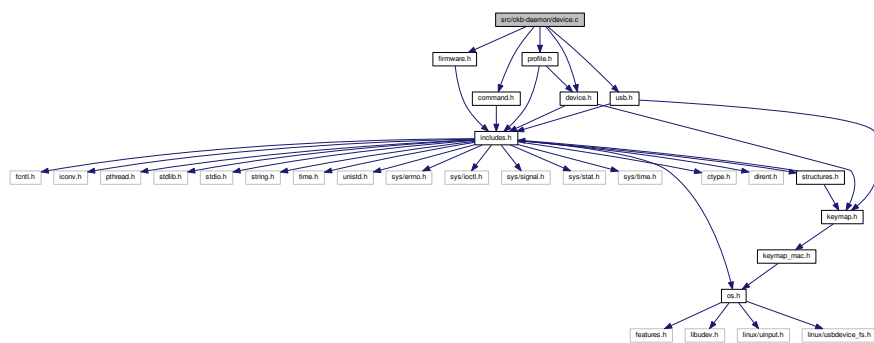 src/ckb-daemon/device.c
firmware.h
profile.h
command.h
device.h
usb.h
includes.h
fcntl.h
iconv.h
pthread.h
stdlib.h
stdio.h
string.h
time.h
unistd.h
sys/errno.h
sys/ioctl.h
sys/signal.h
sys/stat.h
sys/time.h
ctype.h
dirent.h
structures.h
keymap.h
keymap_mac.h
os.h
features.h
libudev.h
linux/uinput.h
linux/usbdevice_fs.h